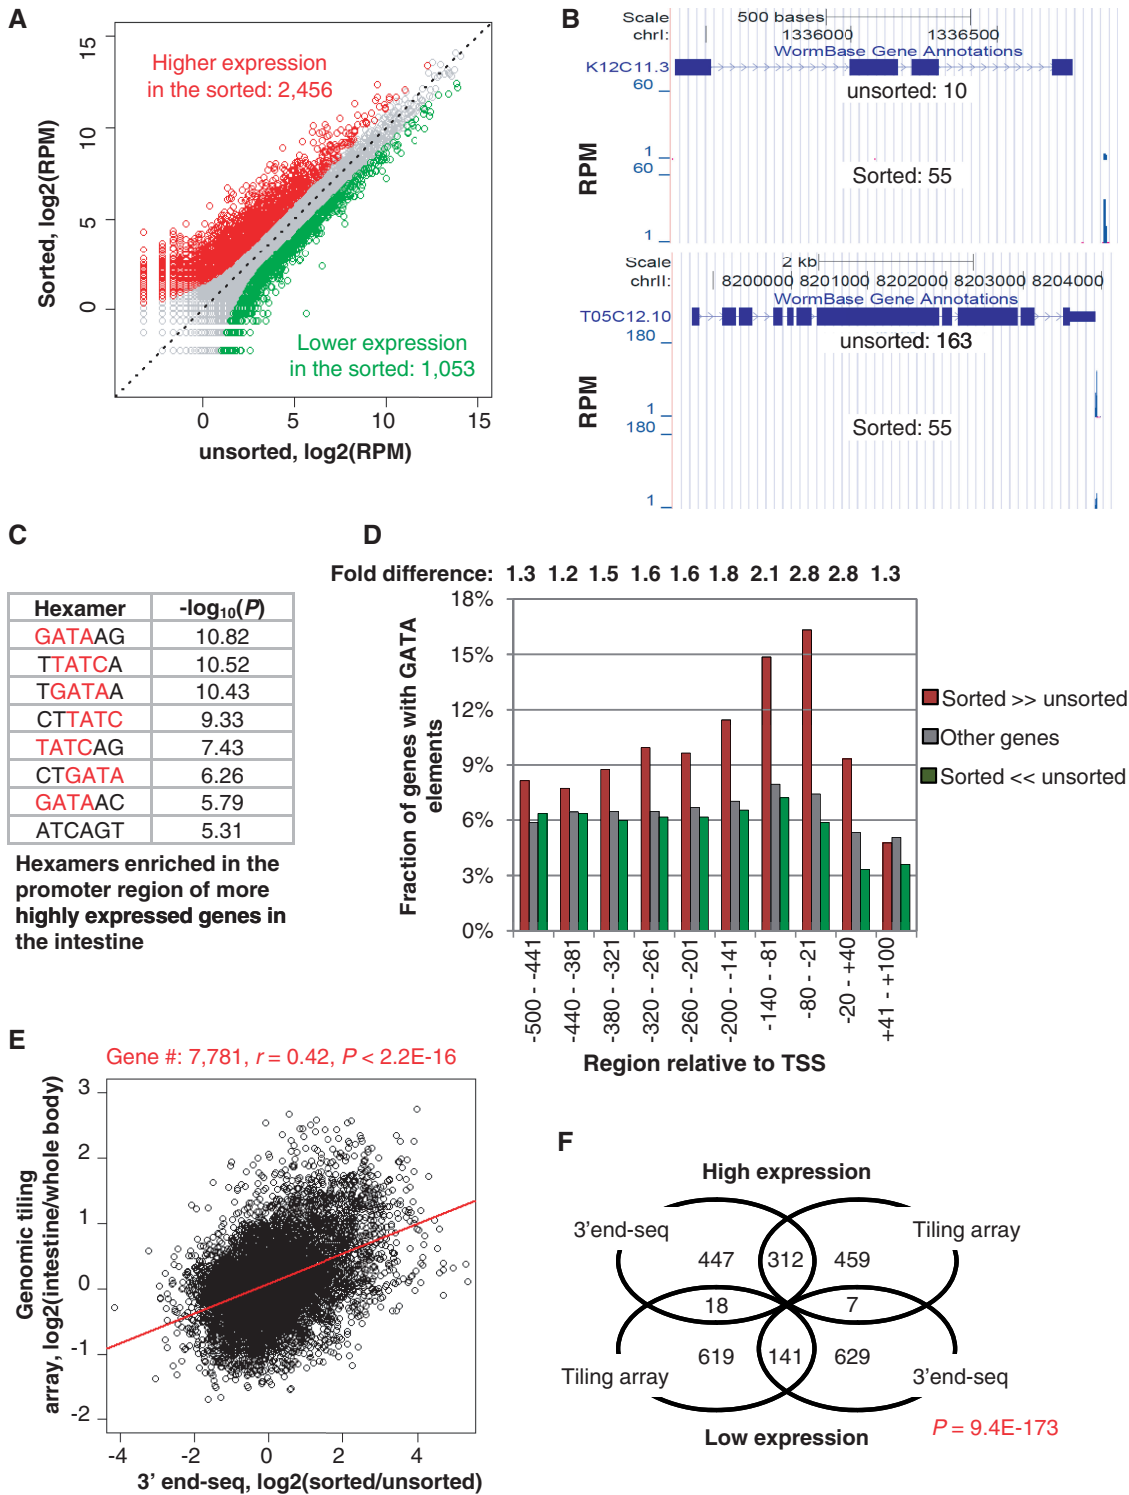 A
Higher expression
in the sorted: 2,456
Lower expression
in the sorted: 1,053
15
10
5
0
Sorted, log2(RPM)
0 5 10 15
unsorted, log2(RPM)
B
Scale 500 bases
chrI: 1336000 1336500
WormBase Gene Annotations
K12C11.3
60
unsorted: 10
1
60
Sorted: 55
1
RPM
Scale 2 kb
chrII: 8200000 8201000 8202000 8203000 8204000
WormBase Gene Annotations
T05C12.10
180
unsorted: 163
1
180
Sorted: 55
1
RPM
C
Hexamer -log10(P)
GATAAG 10.82
TTATCA 10.52
TGATAA 10.43
CTTATC 9.33
TATCAG 7.43
CTGATA 6.26
GATAAC 5.79
ATCAGT 5.31
Hexamers enriched in the
promoter region of more
highly expressed genes in
the intestine
D
Fold difference: 1.3 1.2 1.5 1.6 1.6 1.8 2.1 2.8 2.8 1.3
18%
15%
12%
9%
6%
3%
0%
Fraction of genes with GATA
elements
Sorted >> unsorted
Other genes
Sorted << unsorted
-500 - -441
-440 - -381
-380 - -321
-320 - -261
-260 - -201
-200 - -141
-140 - -81
-80 - -21
-20 - +40
+41 - +100
Region relative to TSS
E
Gene #: 7,781, r = 0.42, P < 2.2E-16
3
2
1
0
-1
-2
Genomic tiling
array, log2(intestine/whole body)
-4 -2 0 2 4
3’ end-seq, log2(sorted/unsorted)
F
High expression
3’end-seq Tiling array
447 312 459
18 7
619 141 629
Tiling array 3’end-seq
Low expression
P = 9.4E-173